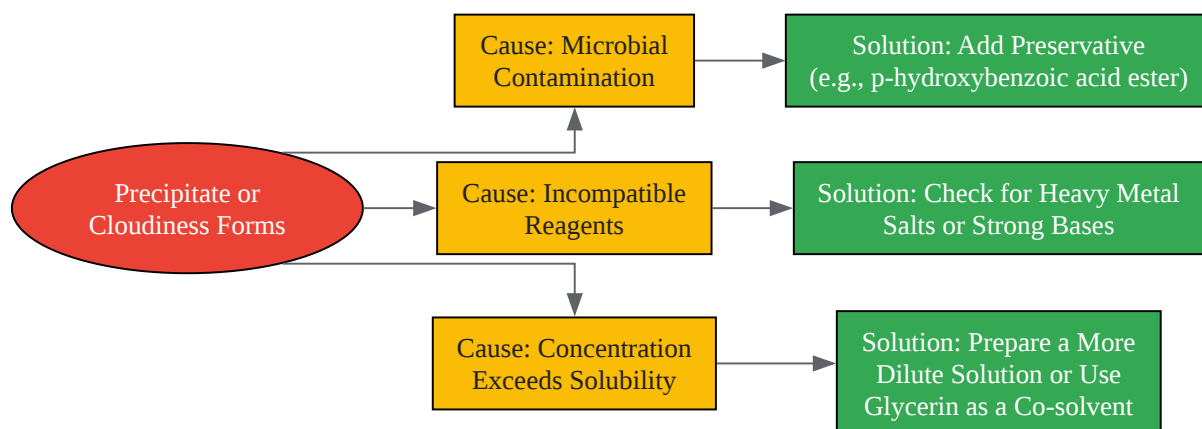 Cause: Microbial
Contamination
Solution: Add Preservative
(e.g., p-hydroxybenzoic acid ester)
Precipitate or
Cloudiness Forms
Cause: Incompatible
Reagents
Solution: Check for Heavy Metal
Salts or Strong Bases
Cause: Concentration
Exceeds Solubility
Solution: Prepare a More
Dilute Solution or Use
Glycerin as a Co-solvent